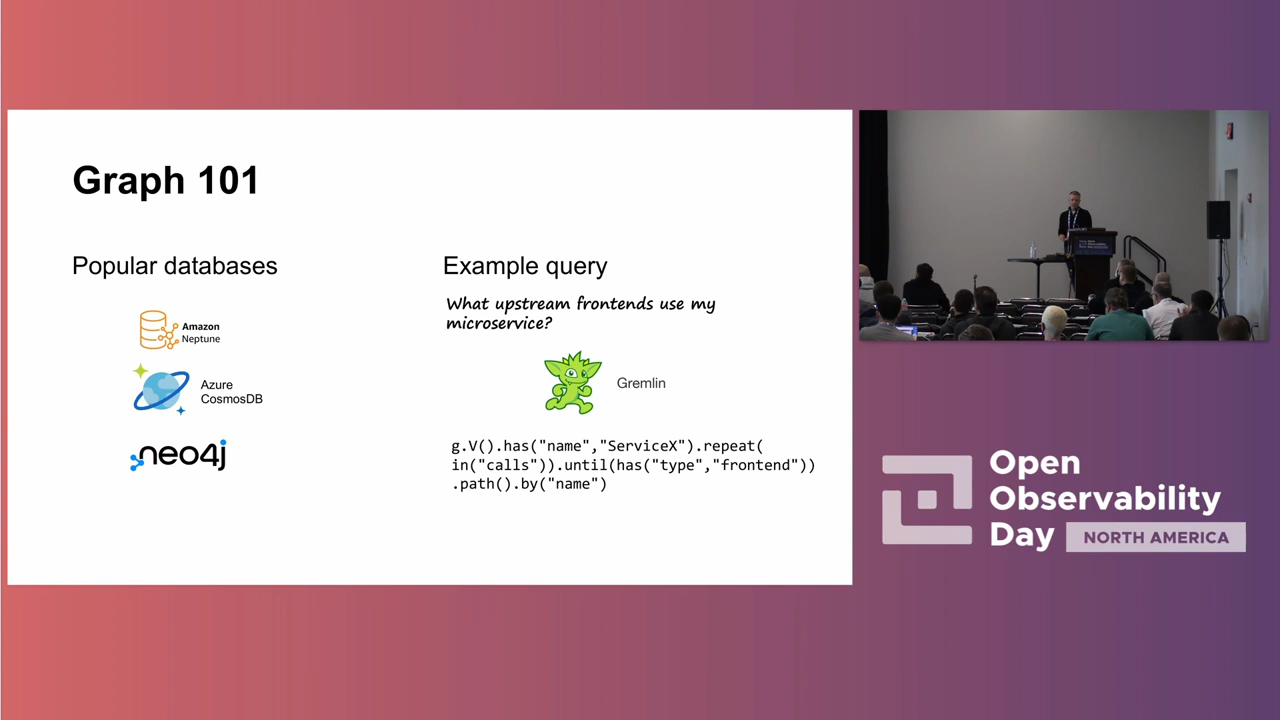 Graph 101
Popular databases
Amazon
Neptune
Azure
CosmosDB
neo4j
Example query
What upstream frontends use my
microservice?
Gremlin
g.V().has("name","ServiceX").repeat(
in("calls")).until(has("type","frontend"))
.path().by("name")
Open
Observability
Day
NORTH AMERICA